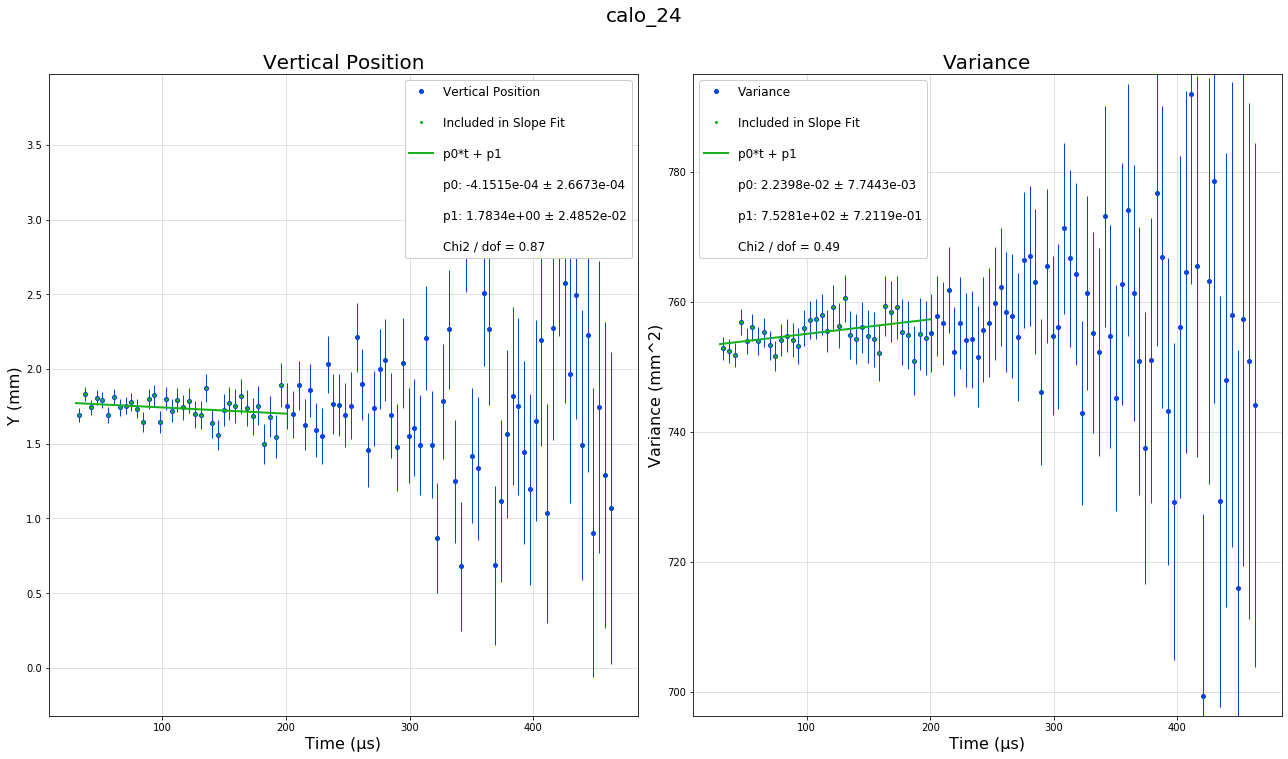 calo_24
Vertical Position
Vertical Position
Included in Slope Fit
p0*t + p1
p0: -4.1515e-04 ± 2.6673e-04
p1: 1.7834e+00 ± 2.4852e-02
Chi2 / dof = 0.87
Y (mm)
3.5
3.0
2.5
2.0
1.5
1.0
0.5
0.0
100 200 300 400
Time (µs)
Variance
Variance
Included in Slope Fit
p0*t + p1
p0: 2.2398e-02 ± 7.7443e-03
p1: 7.5281e+02 ± 7.2119e-01
Chi2 / dof = 0.49
Variance (mm^2)
780
760
740
720
700
100 200 300 400
Time (µs)